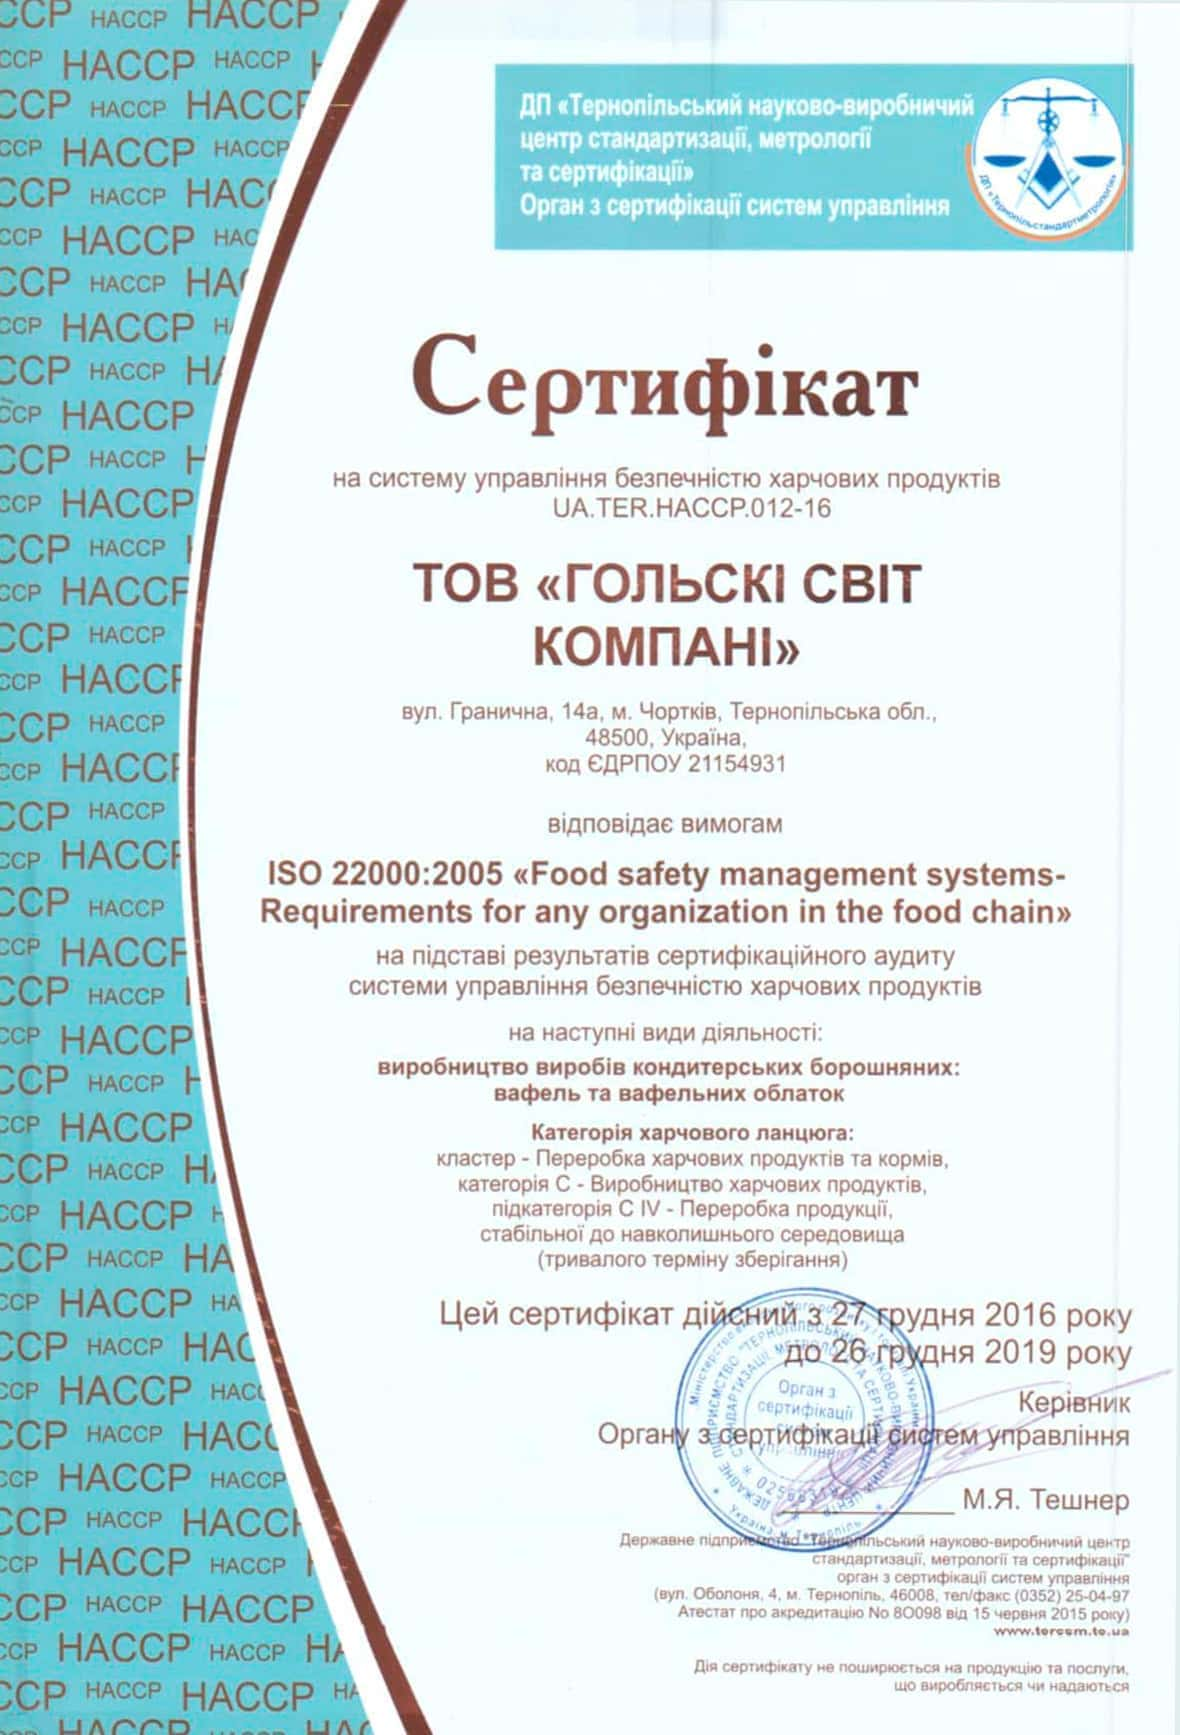 ДП «Тернопільський науково-виробничий
центр стандартизації, метрології
та сертифікації»
Орган з сертифікації систем управління
ДП «Тернопільстандартметрологія»
Сертифікат
на систему управління безпечністю харчових продуктів
UA.TER.HACCP.012-16
ТОВ «ГОЛЬСКІ СВІТ
КОМПАНІ»
вул. Гранична, 14а, м. Чортків, Тернопільська обл.,
48500, Україна,
код ЄДРПОУ 21154931
відповідає вимогам
ISO 22000:2005 «Food safety management systems-
Requirements for any organization in the food chain»
на підставі результатів сертифікаційного аудиту
системи управління безпечністю харчових продуктів
на наступні види діяльності:
виробництво виробів кондитерських борошняних:
вафель та вафельних облаток
Категорія харчового ланцюга:
кластер - Переробка харчових продуктів та кормів,
категорія С - Виробництво харчових продуктів,
підкатегорія С IV - Переробка продукції,
стабільної до навколишнього середовища
(тривалого терміну зберігання)
Цей сертифікат дійсний з 27 грудня 2016 року
до 26 грудня 2019 року
Керівник
Органу з сертифікації систем управління
М.Я. Тешнер
Орган з
сертифікації
систем
управління
Державне підприємство "Тернопільський науково-виробничий центр
стандартизації, метрології та сертифікації"
орган з сертифікації систем управління
(вул. Оболоня, 4, м. Тернопіль, 46008, тел/факс (0352) 25-04-97
Атестат про акредитацію No 8О098 від 15 червня 2015 року)
www.tercsm.te.ua
Дія сертифікату не поширюється на продукцію та послуги,
що виробляється чи надаються
HACCP